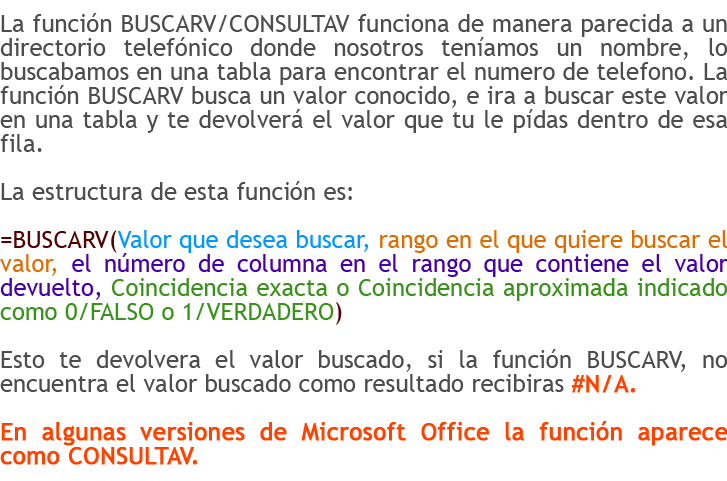 La función BUSCARV/CONSULTAV funciona de manera parecida a un
directorio telefónico donde nosotros teníamos un nombre, lo
buscabamos en una tabla para encontrar el numero de telefono. La
función BUSCARV busca un valor conocido, e ira a buscar este valor
en una tabla y te devolverá el valor que tu le pídas dentro de esa
fila.
La estructura de esta función es:
=BUSCARV(Valor que desea buscar, rango en el que quiere buscar el
valor, el número de columna en el rango que contiene el valor
devuelto, Coincidencia exacta o Coincidencia aproximada indicado
como 0/FALSO o 1/VERDADERO)
Esto te devolvera el valor buscado, si la función BUSCARV, no
encuentra el valor buscado como resultado recibiras #N/A.
En algunas versiones de Microsoft Office la función aparece
como CONSULTAV.